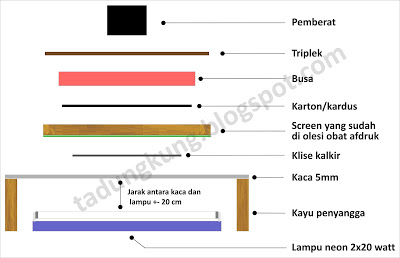 Pemberat
Triplek
Busa
Karton/kardus
Screen yang sudah
di olesi obat afdruk
Klise kalkir
Kaca 5mm
Jarak antara kaca dan
lampu +- 20 cm
Kayu penyangga
Lampu neon 2x20 watt
tadungkung.blogspot.com